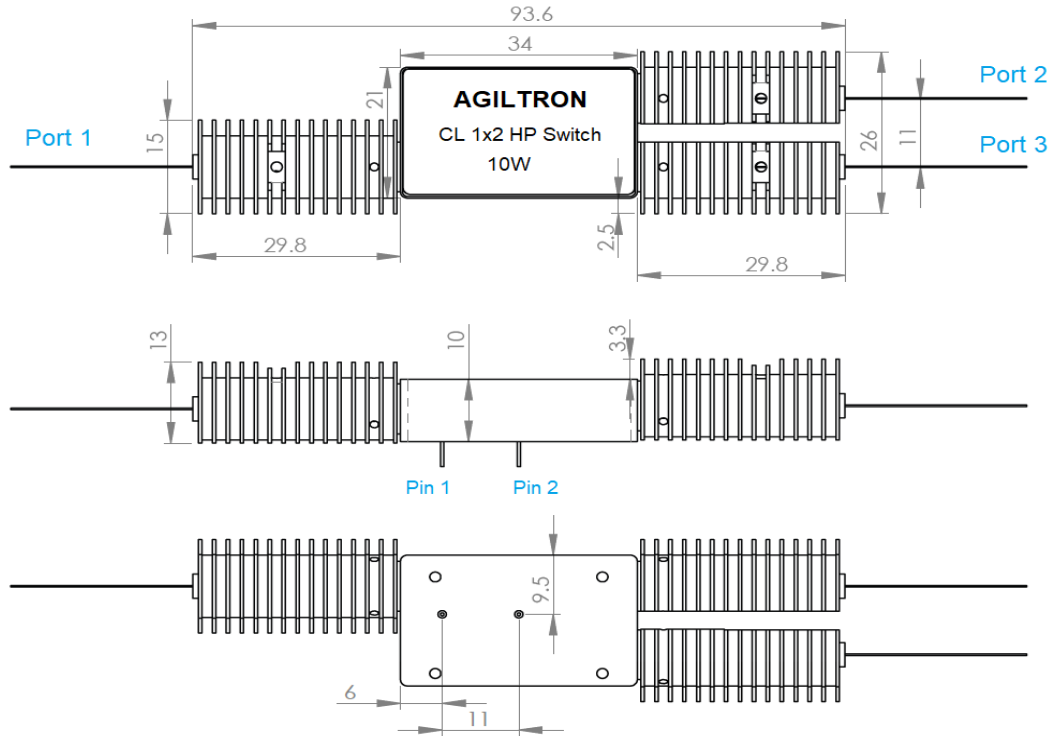 93.6
34
Port 2
AGILTRON
21
CL 1x2 HP Switch
15
26
11
Port 1
Port 3
10W
2.5
29.8
29.8
13
10
3.3
Pin 1
Pin 2
9.5
6
11